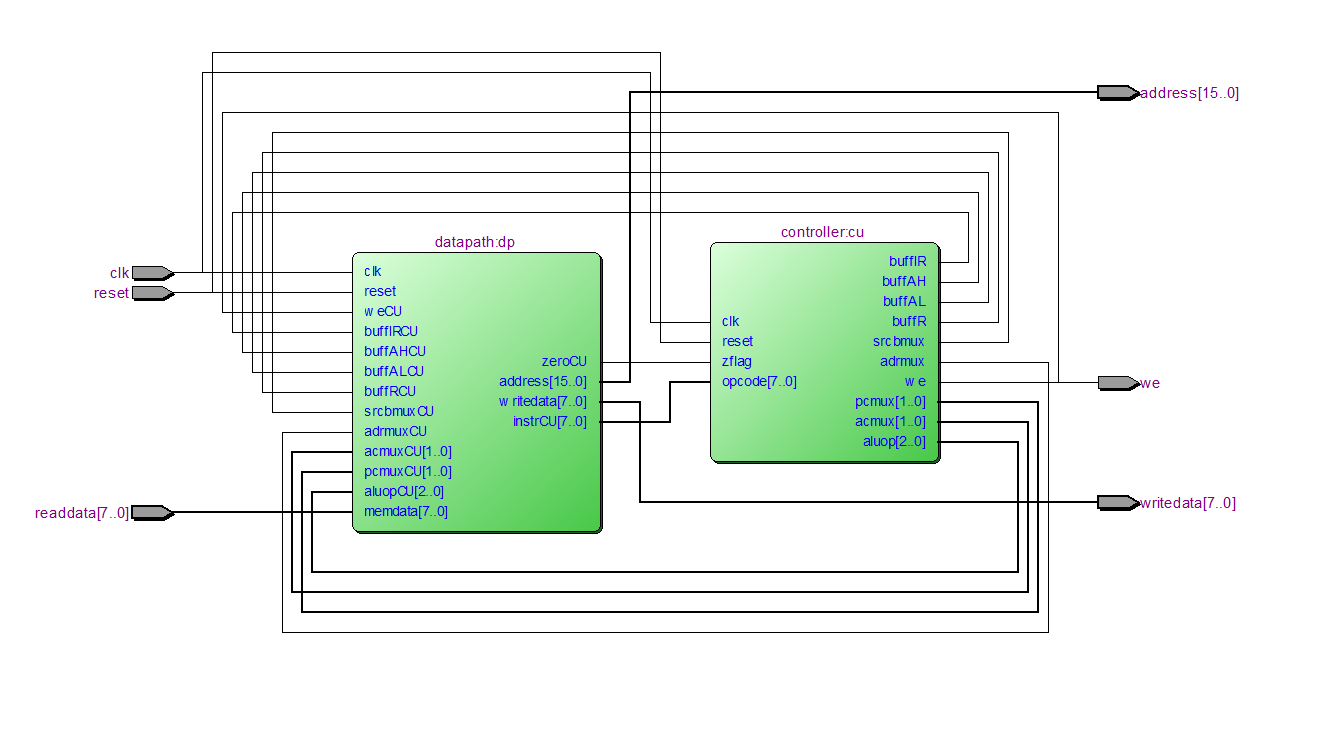 address[15..0]
datapath:dp
controller:cu
clk
reset
clk
reset
weCU
buffIRCU
buffAHCU
buffALCU
buffRCU
srcbmuxCU
adrmuxCU
acmuxCU[1..0]
pcmuxCU[1..0]
aluopCU[2..0]
memdata[7..0]
zeroCU
address[15..0]
writedata[7..0]
instrCU[7..0]
clk
reset
zflag
opcode[7..0]
buffIR
buffAH
buffAL
buffR
srcbmux
adrmux
we
pcmux[1..0]
acmux[1..0]
aluop[2..0]
we
readdata[7..0]
writedata[7..0]